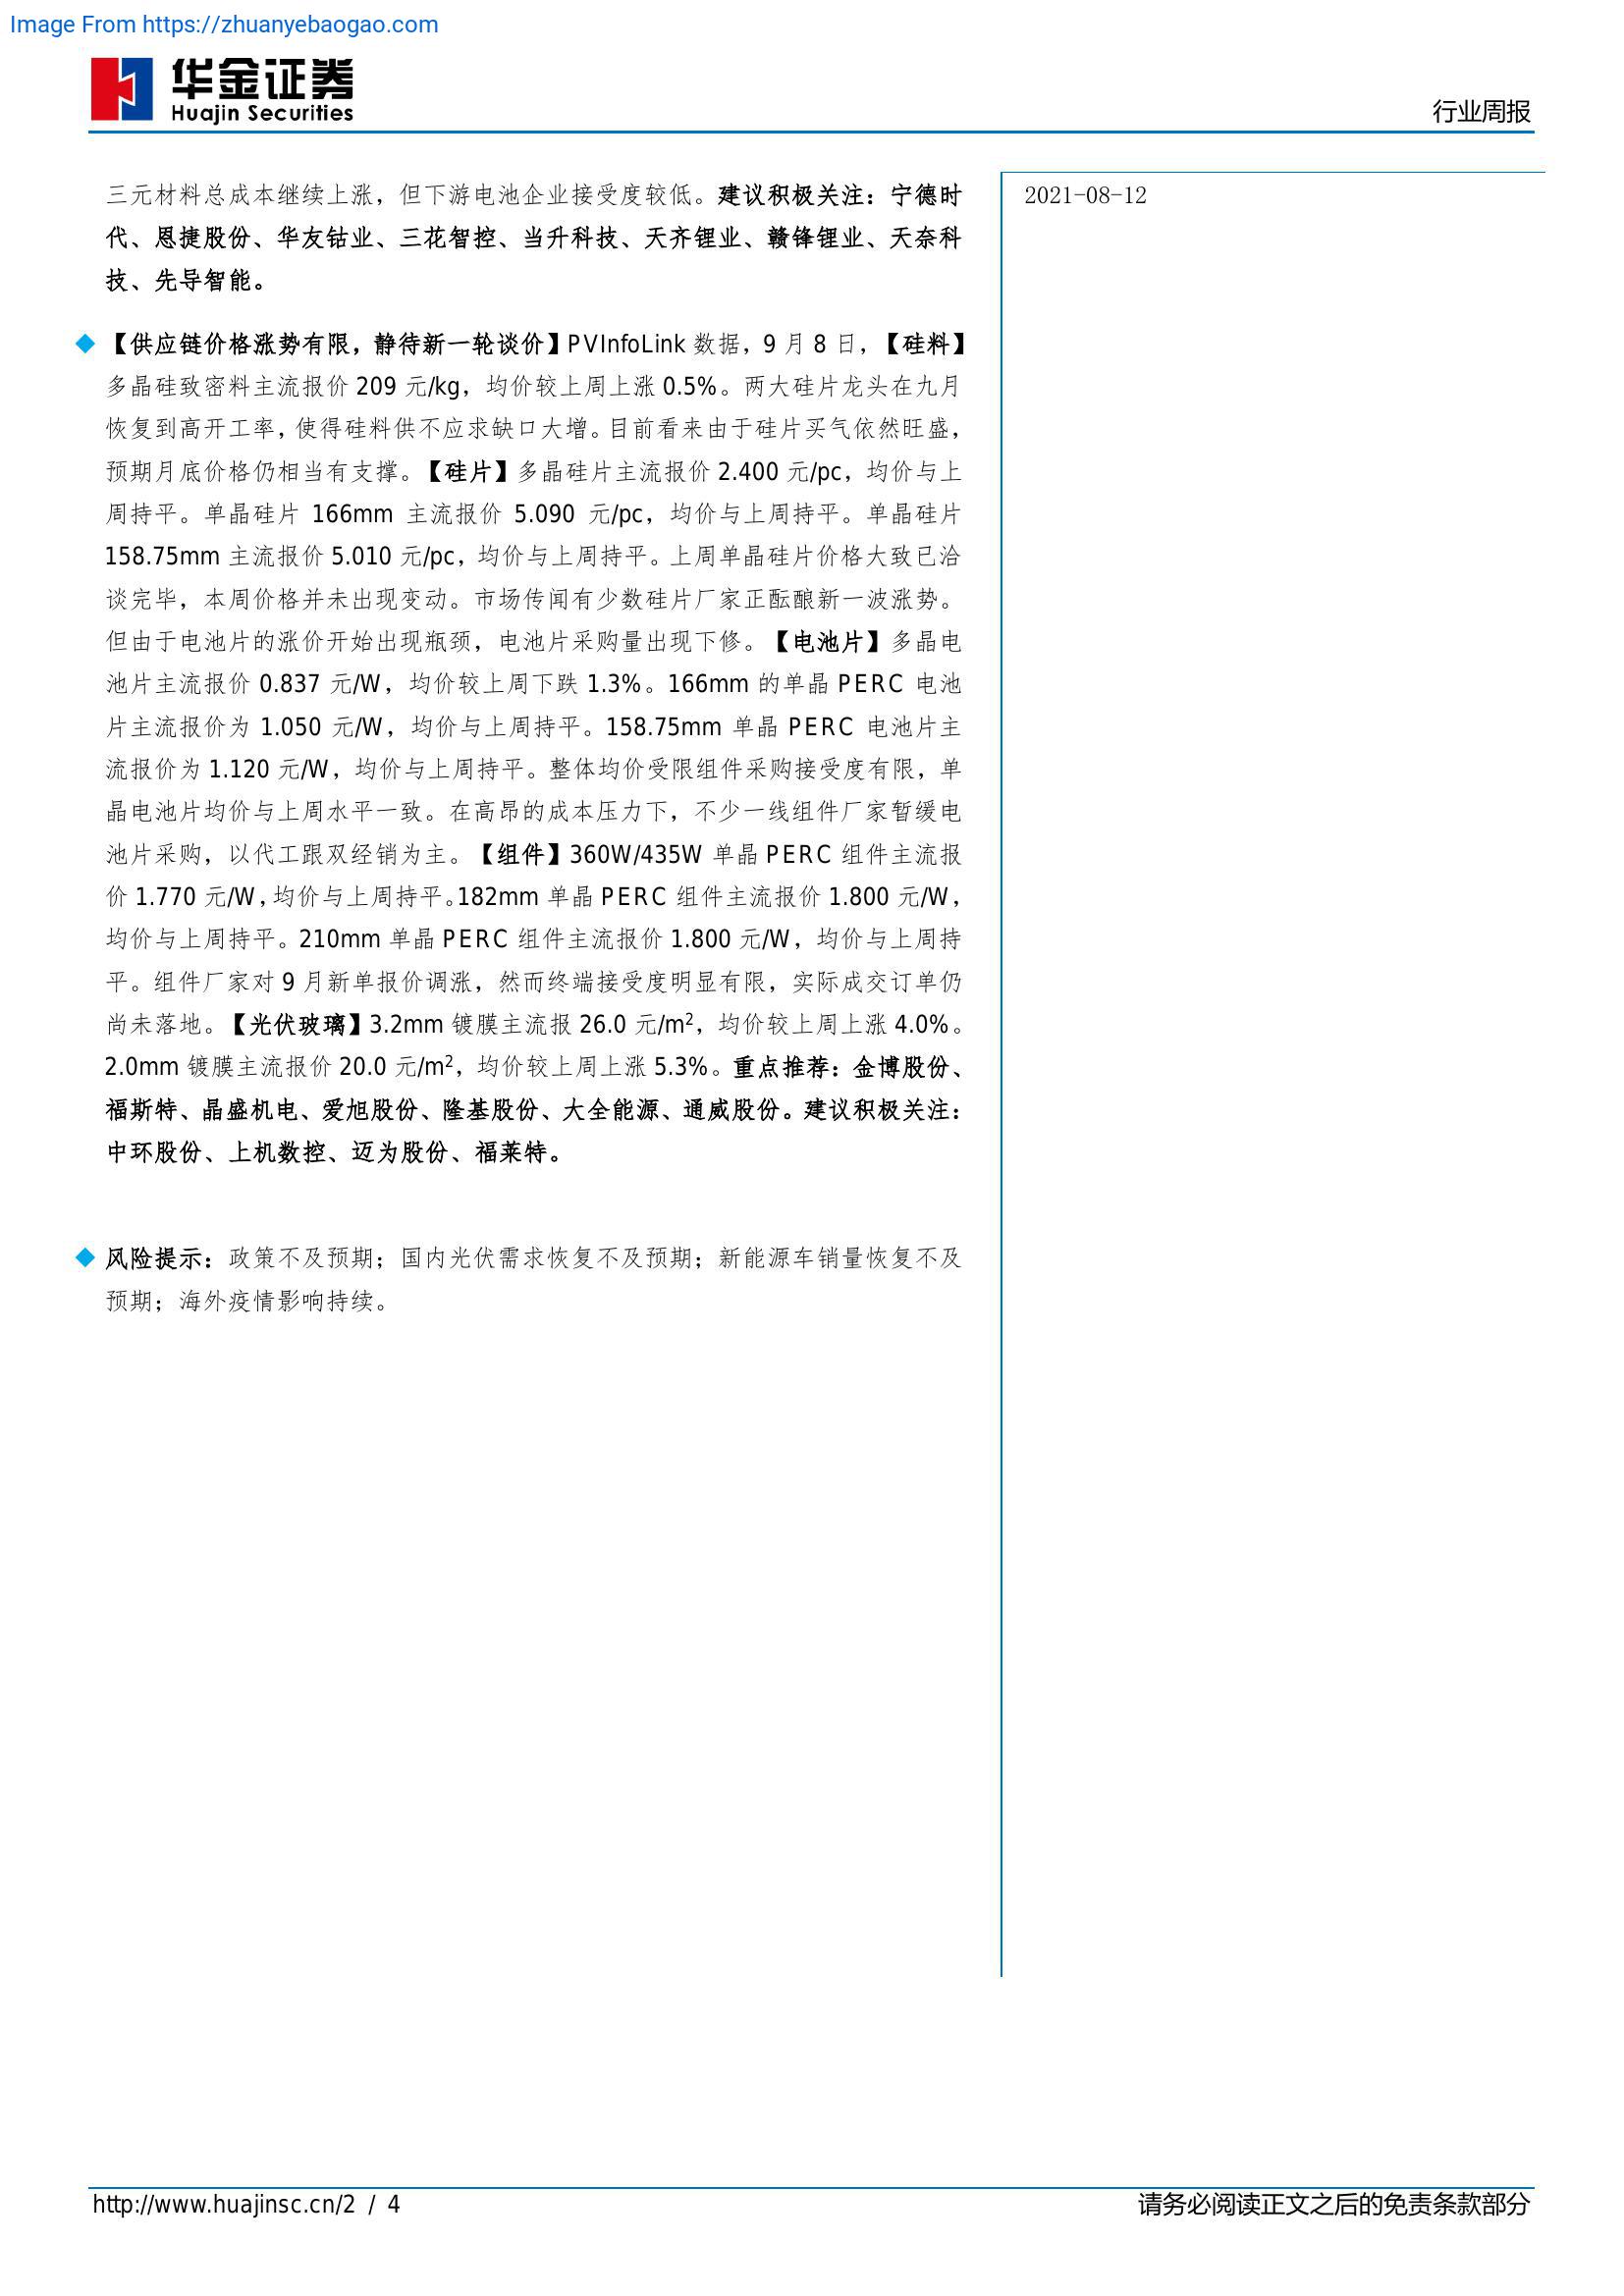 Image From https://zhuanyebaogao.com
华金证券
Huajin Securities
行业周报
三元材料总成本继续上涨，但下游电池企业接受度较低。建议积极关注：宁德时
代、恩捷股份、华友钴业、三花智控、当升科技、天齐锂业、赣锋锂业、天奈科
技、先导智能。
2021-08-12
◆ 【供应链价格涨势有限，静待新一轮谈价】PVInfoLink 数据，9 月 8 日，【硅料】
多晶硅致密料主流报价 209 元/kg，均价较上周上涨 0.5%。两大硅片龙头在九月
恢复到高开工率，使得硅料供不应求缺口大增。目前看来由于硅片买气依然旺盛，
预期月底价格仍相当有支撑。【硅片】多晶硅片主流报价 2.400 元/pc，均价与上
周持平。单晶硅片 166mm 主流报价 5.090 元/pc，均价与上周持平。单晶硅片
158.75mm 主流报价 5.010 元/pc，均价与上周持平。上周单晶硅片价格大致已洽
谈完毕，本周价格并未出现变动。市场传闻有少数硅片厂家正酝酿新一波涨势。
但由于电池片的涨价开始出现瓶颈，电池片采购量出现下修。【电池片】多晶电
池片主流报价 0.837 元/W，均价较上周下跌 1.3%。166mm 的单晶 PERC 电池
片主流报价为 1.050 元/W，均价与上周持平。158.75mm 单晶 PERC 电池片主
流报价为 1.120 元/W，均价与上周持平。整体均价受限组件采购接受度有限，单
晶电池片均价与上周水平一致。在高昂的成本压力下，不少一线组件厂家暂缓电
池片采购，以代工跟双经销为主。【组件】360W/435W 单晶 PERC 组件主流报
价 1.770 元/W，均价与上周持平。182mm 单晶 PERC 组件主流报价 1.800 元/W，
均价与上周持平。210mm 单晶 PERC 组件主流报价 1.800 元/W，均价与上周持
平。组件厂家对 9 月新单报价调涨，然而终端接受度明显有限，实际成交订单仍
尚未落地。【光伏玻璃】3.2mm 镀膜主流报 26.0 元/m²，均价较上周上涨 4.0%。
2.0mm 镀膜主流报价 20.0 元/m²，均价较上周上涨 5.3%。重点推荐：金博股份、
福斯特、晶盛机电、爱旭股份、隆基股份、大全能源、通威股份。建议积极关注：
中环股份、上机数控、迈为股份、福莱特。
◆ 风险提示：政策不及预期；国内光伏需求恢复不及预期；新能源车销量恢复不及
预期；海外疫情影响持续。
http://www.huajinsc.cn/2 / 4
请务必阅读正文之后的免责条款部分